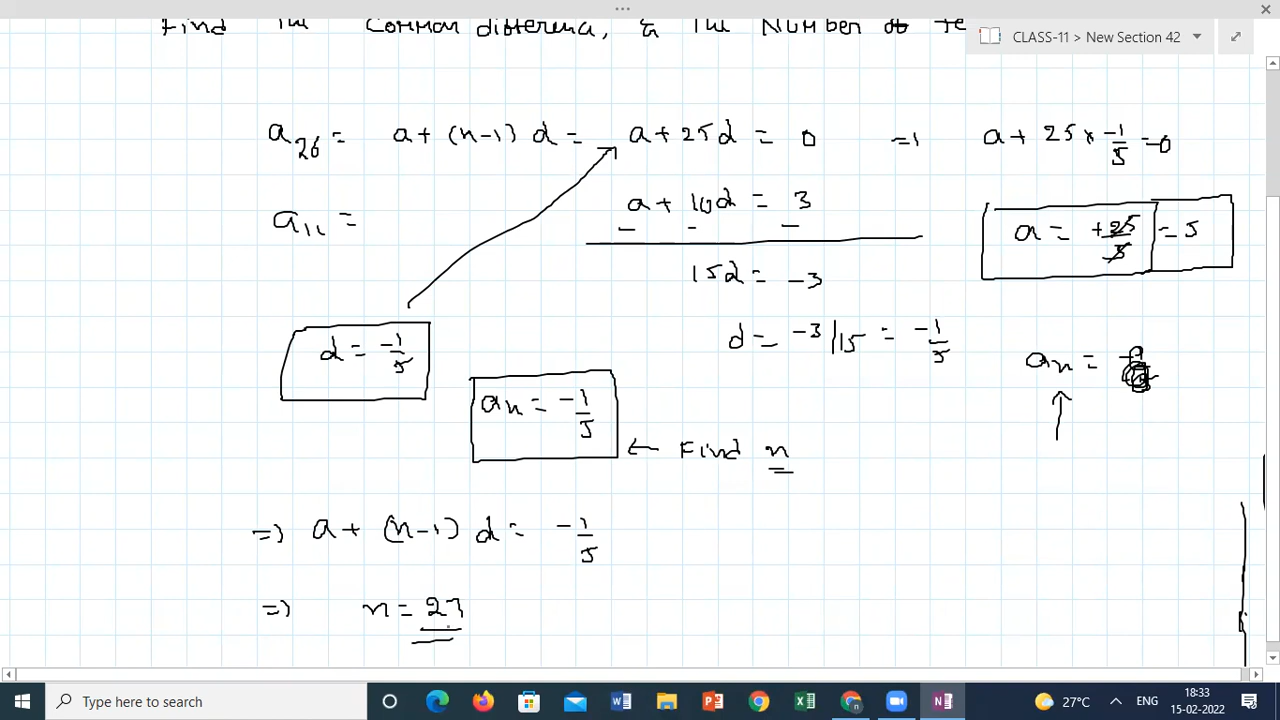 Find The Common difference, & The Number of te
CLASS-11 > New Section 42
a26 = a + (n-1) d = a + 25d = 0 ⇒ a + 25 × -1/5 = 0
a11 = a + 10d = 3
- - -
a = +25/5 = 5
15d = -3
d = -1/5
d = -3/15 = -1/5
an =
an = -1/5
← Find n
⇒) a + (n-1) d = -1/5
⇒) n = 27
Type here to search
27°C ENG 18:33
15-02-2022